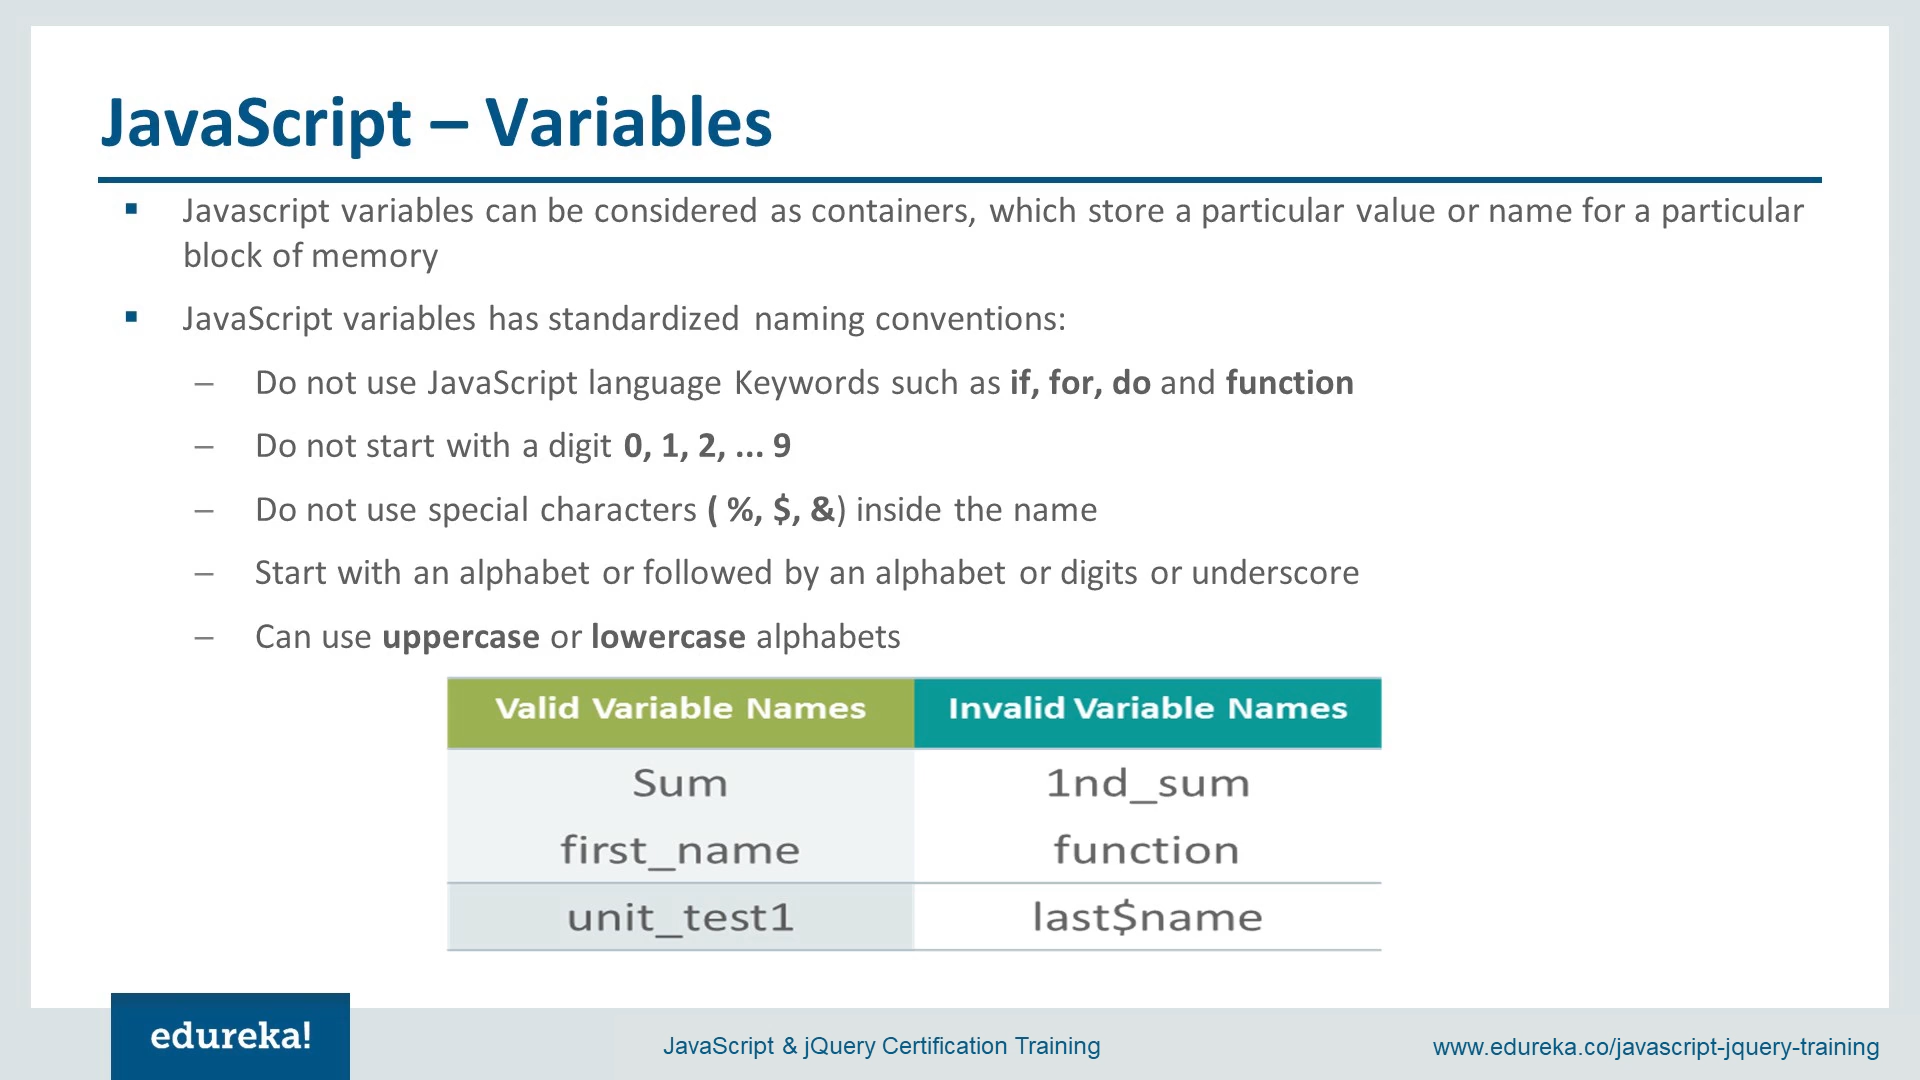 JavaScript – Variables
▪ Javascript variables can be considered as containers, which store a particular value or name for a particular
block of memory
▪ JavaScript variables has standardized naming conventions:
– Do not use JavaScript language Keywords such as if, for, do and function
– Do not start with a digit 0, 1, 2, ... 9
– Do not use special characters ( %, $, &) inside the name
– Start with an alphabet or followed by an alphabet or digits or underscore
– Can use uppercase or lowercase alphabets
Valid Variable Names Invalid Variable Names
Sum 1nd_sum
first_name function
unit_test1 last$name
edureka!
JavaScript & jQuery Certification Training
www.edureka.co/javascript-jquery-training